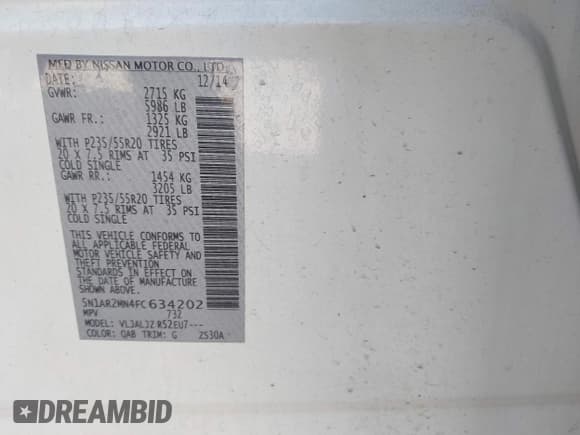 MFD BY NISSAN MOTOR CO., LTD.
DATE: 12/14
GVWR: 2715 KG
5986 LB
GAWR FR.: 1325 KG
2921 LB
WITH P235/55R20 TIRES
20 X 7.5 RIMS AT 35 PSI
COLD SINGLE
GAWR RR.: 1454 KG
3205 LB
WITH P235/55R20 TIRES
20 X 7.5 RIMS AT 35 PSI
COLD SINGLE
THIS VEHICLE CONFORMS TO
ALL APPLICABLE FEDERAL
MOTOR VEHICLE SAFETY AND
THEFT PREVENTION
STANDARDS IN EFFECT ON
THE DATE OF MANUFACTURE
SHOWN ABOVE.
5N1AR2MN4FC634202
MPV 732
MODEL: VLJALJZ R52EU7---
COLOR: QAB TRIM: G 2S30A
DREAMBID